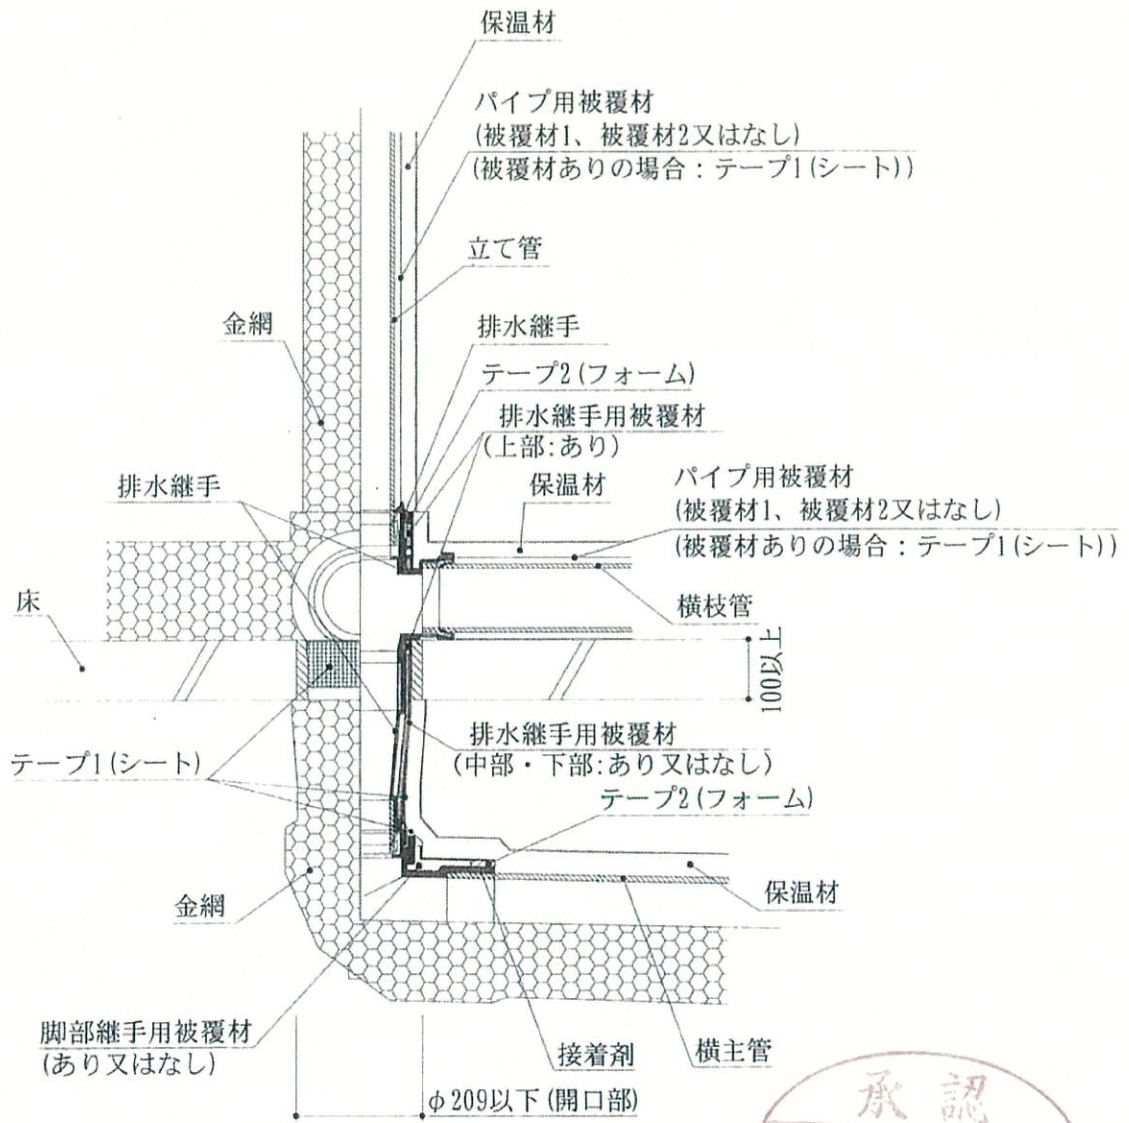 保温材
パイプ用被覆材
(被覆材1、被覆材2又はなし)
(被覆材ありの場合：テープ1(シート))
立て管
金網
排水継手
テープ2(フォーム)
排水継手用被覆材
(上部:あり)
排水継手
保温材
パイプ用被覆材
(被覆材1、被覆材2又はなし)
(被覆材ありの場合：テープ1(シート))
床
横枝管
100以上
テープ1(シート)
排水継手用被覆材
(中部・下部:あり又はなし)
テープ2(フォーム)
金網
保温材
脚部継手用被覆材
(あり又はなし)
接着剤
横主管
φ209以下(開口部)
承認